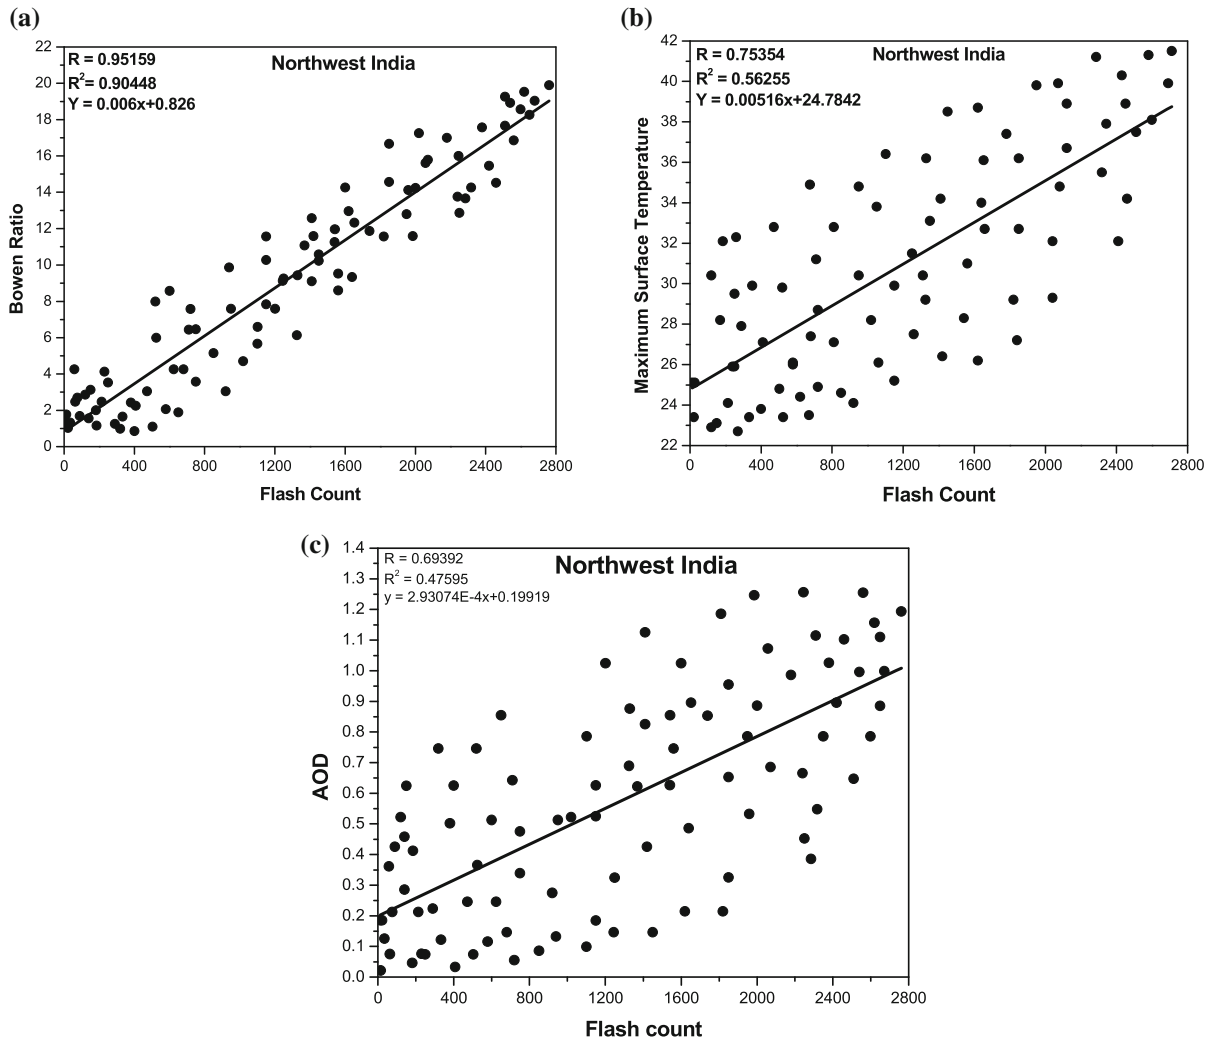 (a)
R = 0.95159
R²= 0.90448
Y = 0.006x+0.826
Northwest India
Bowen Ratio
22
20
18
16
14
12
10
8
6
4
2
0
0 400 800 1200 1600 2000 2400 2800
Flash Count
(b)
R = 0.75354
R² = 0.56255
Y = 0.00516x+24.7842
Northwest India
Maximum Surface Temperature
42
40
38
36
34
32
30
28
26
24
22
0 400 800 1200 1600 2000 2400 2800
Flash Count
(c)
R = 0.69392
R² = 0.47595
y = 2.93074E-4x+0.19919
Northwest India
AOD
1.4
1.3
1.2
1.1
1.0
0.9
0.8
0.7
0.6
0.5
0.4
0.3
0.2
0.1
0.0
0 400 800 1200 1600 2000 2400 2800
Flash count